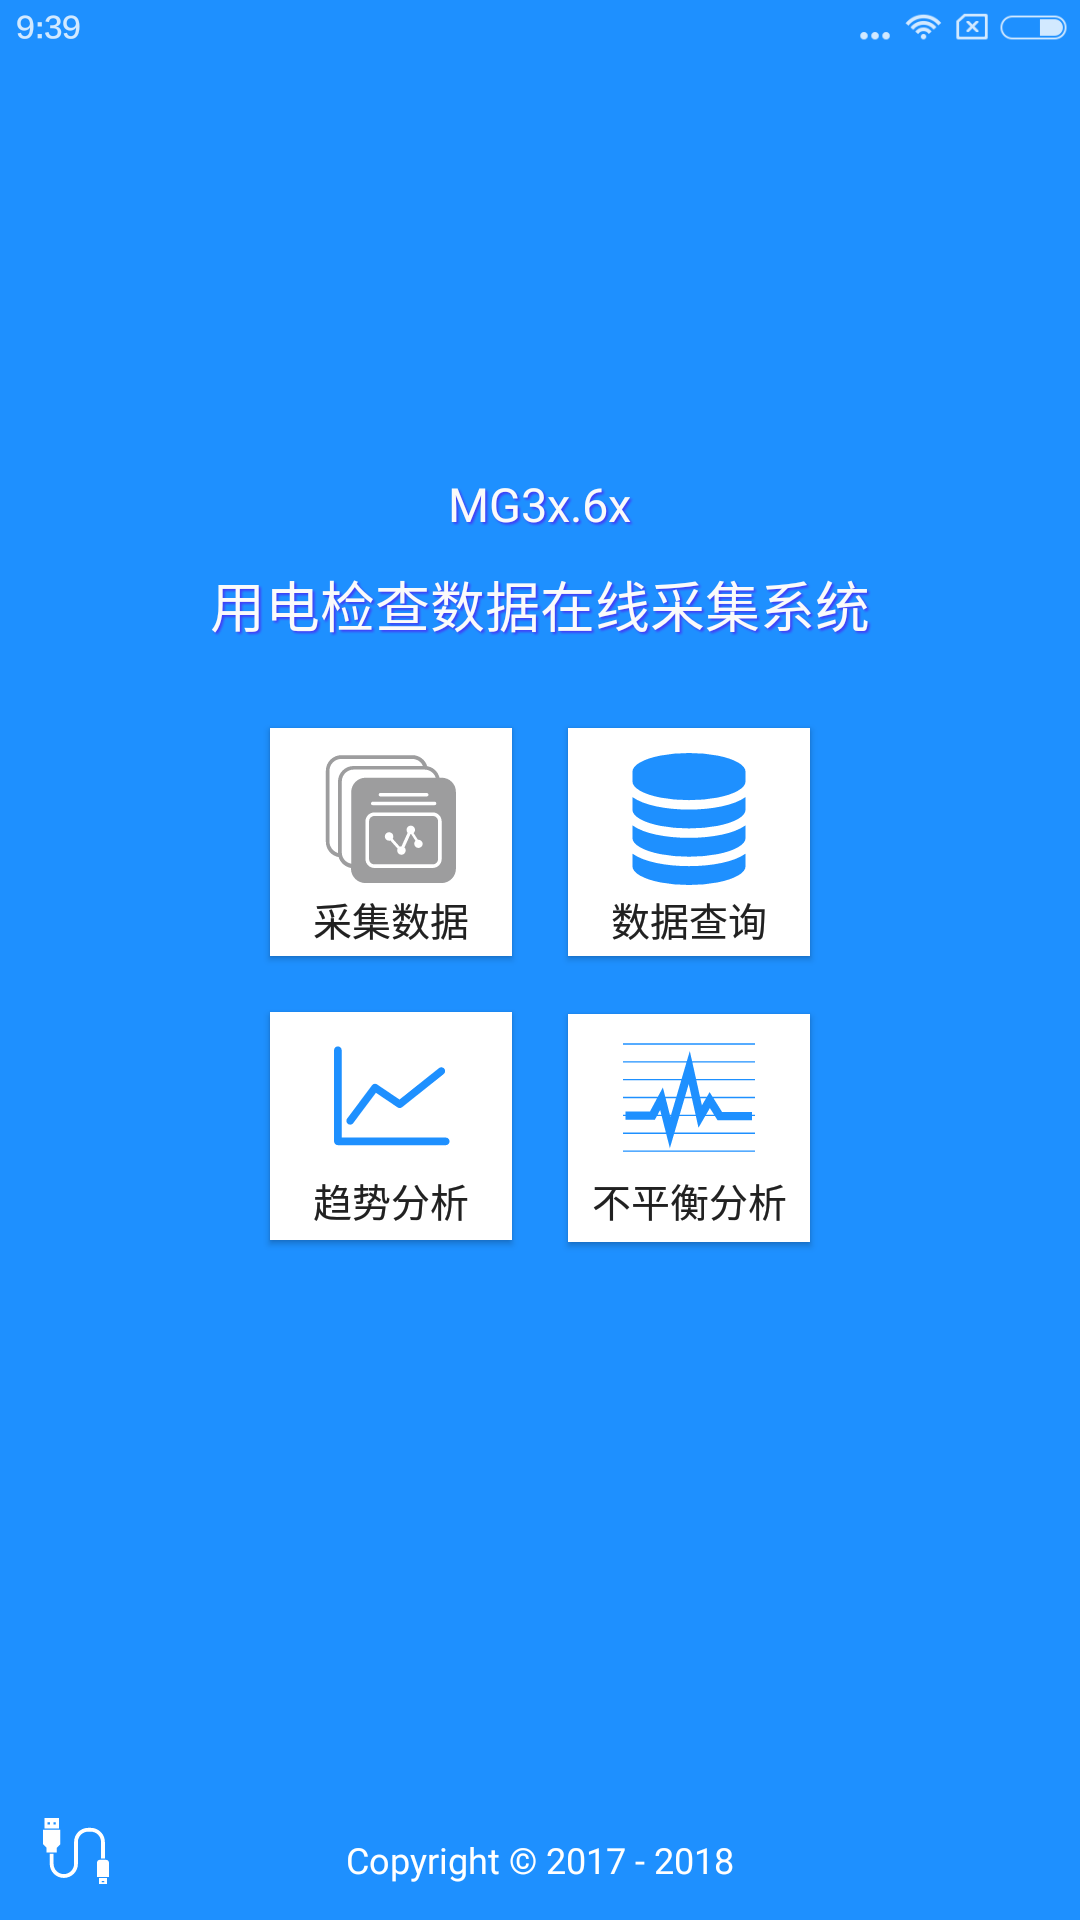 9:39
MG3x.6x
用电检查数据在线采集系统
采集数据
数据查询
趋势分析
不平衡分析
Copyright © 2017 - 2018